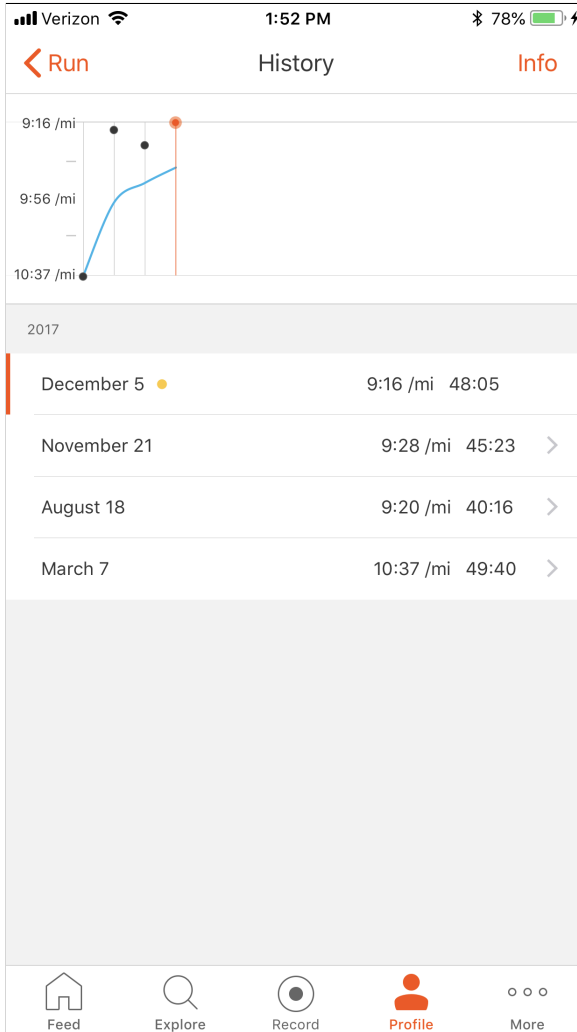 Verizon 1:52 PM 78%
Run History Info
9:16 /mi
9:56 /mi
10:37 /mi
2017
December 5 9:16 /mi 48:05
November 21 9:28 /mi 45:23
August 18 9:20 /mi 40:16
March 7 10:37 /mi 49:40
Feed Explore Record Profile More